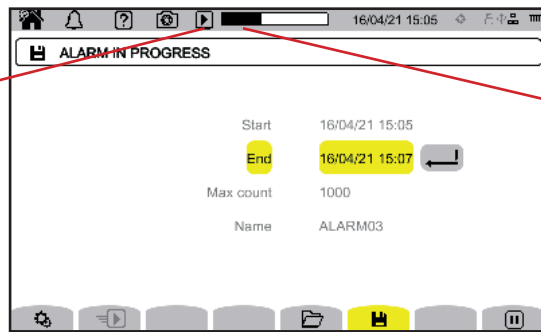 16/04/21 15:05
ALARM IN PROGRESS
Start 16/04/21 15:05
End 16/04/21 15:07
Max count 1000
Name ALARM03